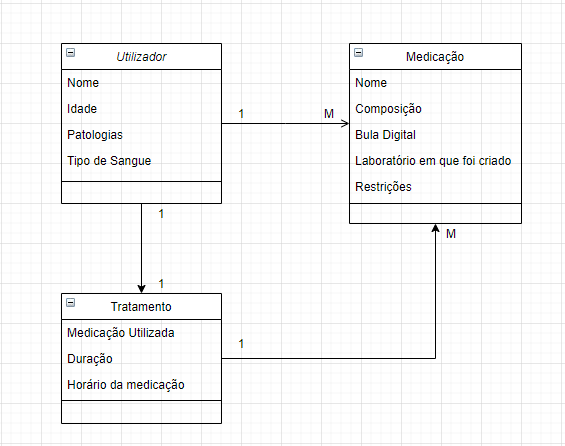 Utilizador
Nome
Idade
Patologias
Tipo de Sangue
1
M
Medicação
Nome
Composição
Bula Digital
Laboratório em que foi criado
Restrições
1
1
M
Tratamento
Medicação Utilizada
Duração
Horário da medicação
1